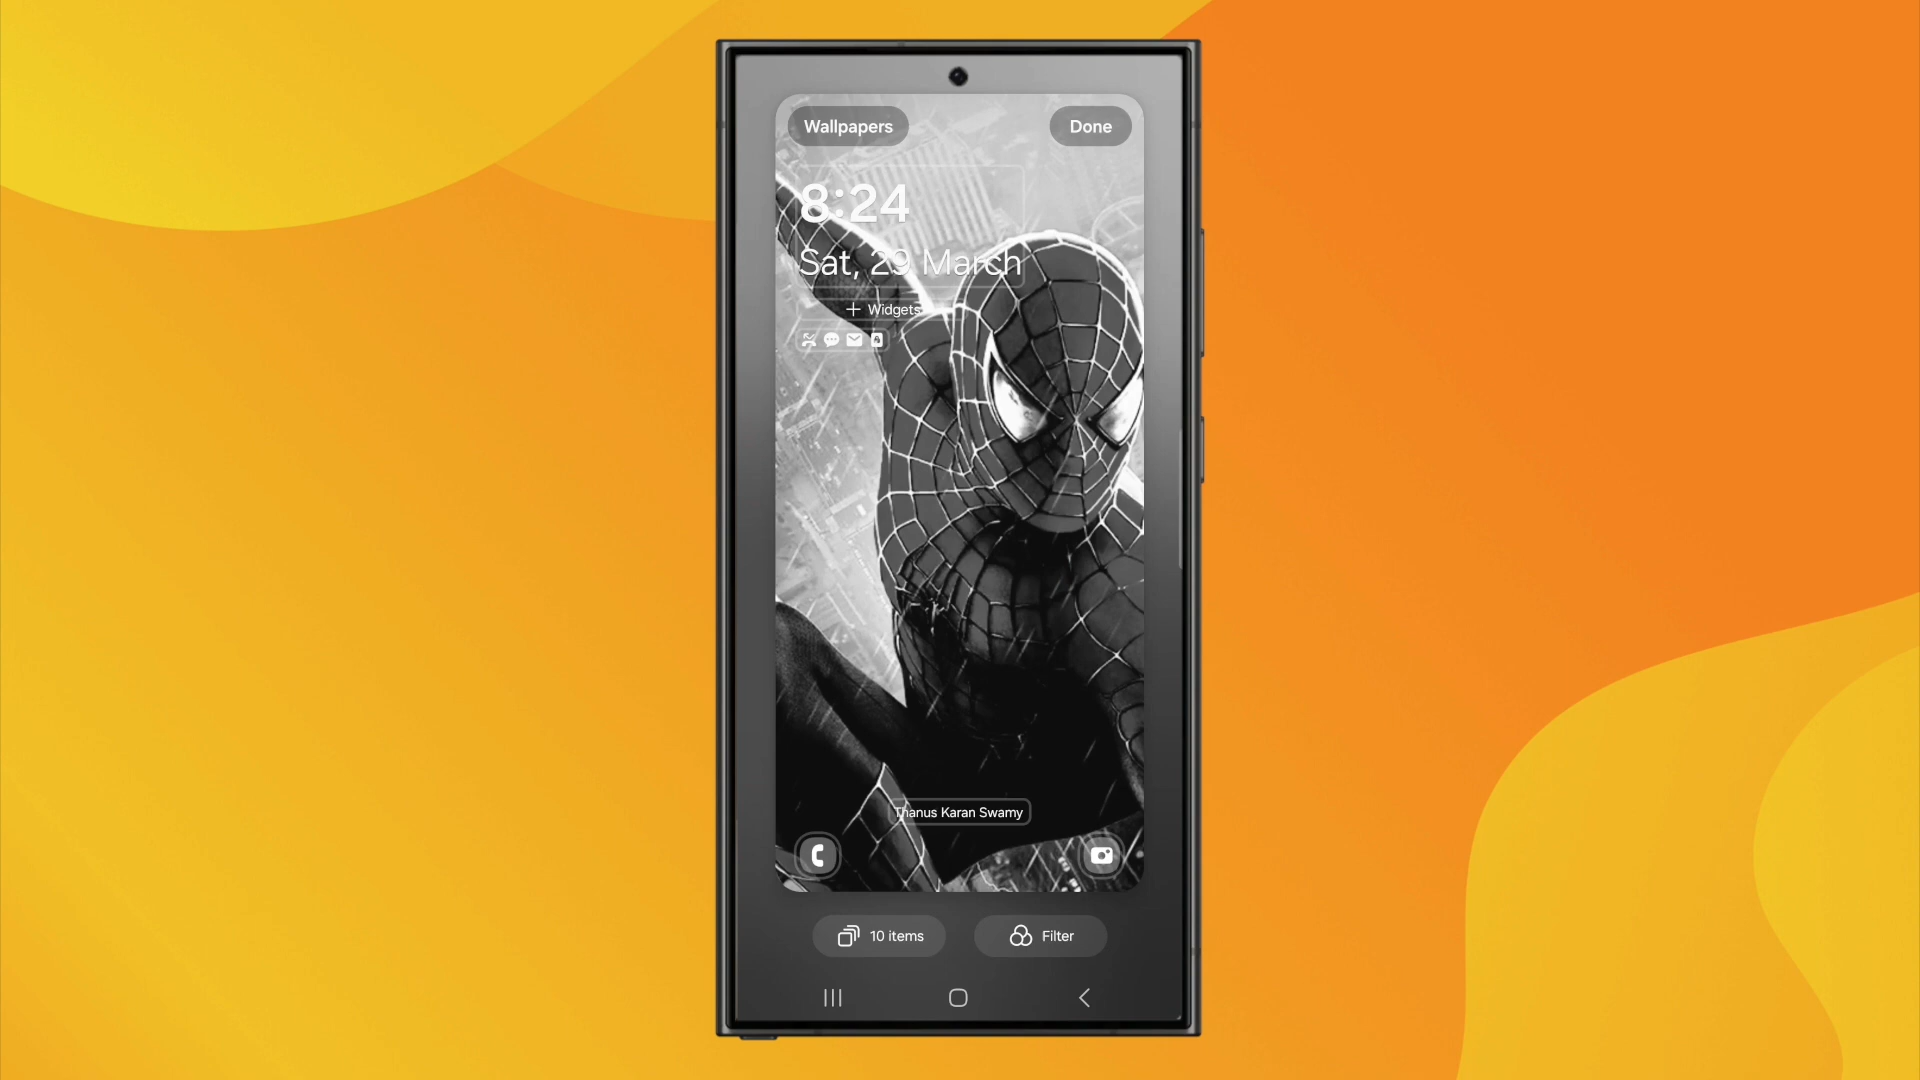 Wallpapers
Done
8:24
Sat, 29 March
+ Widgets
Thanus Karan Swamy
10 items
Filter